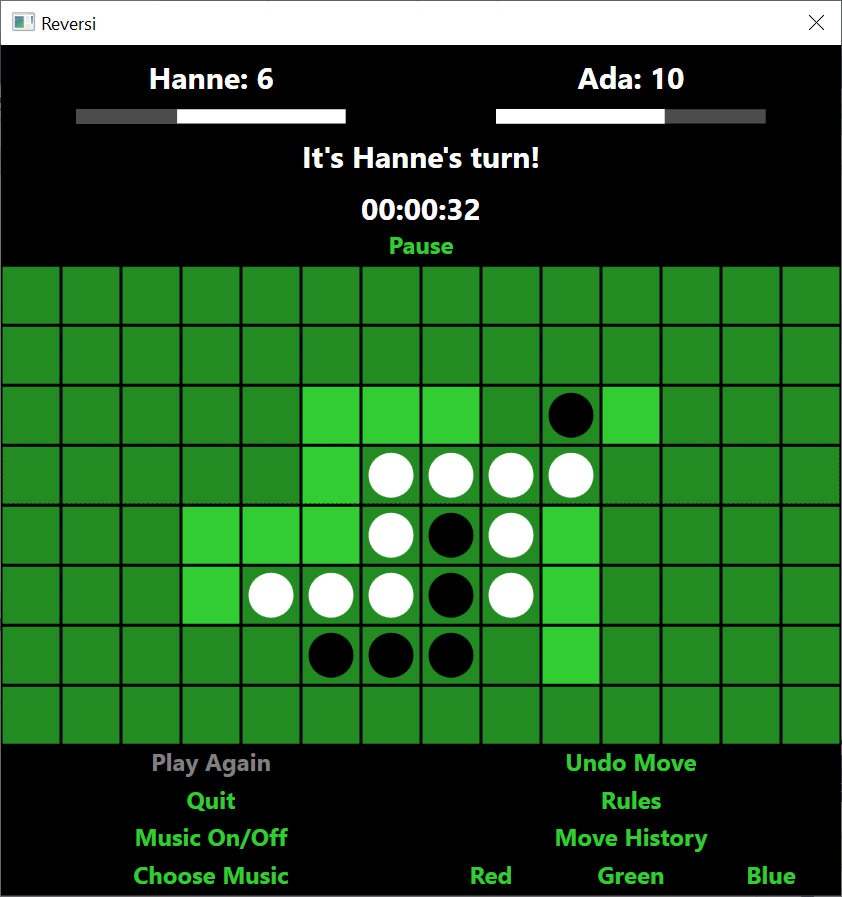 Reversi
Hanne: 6
Ada: 10
It's Hanne's turn!
00:00:32
Pause
Play Again
Undo Move
Quit
Rules
Music On/Off
Move History
Choose Music
Red
Green
Blue